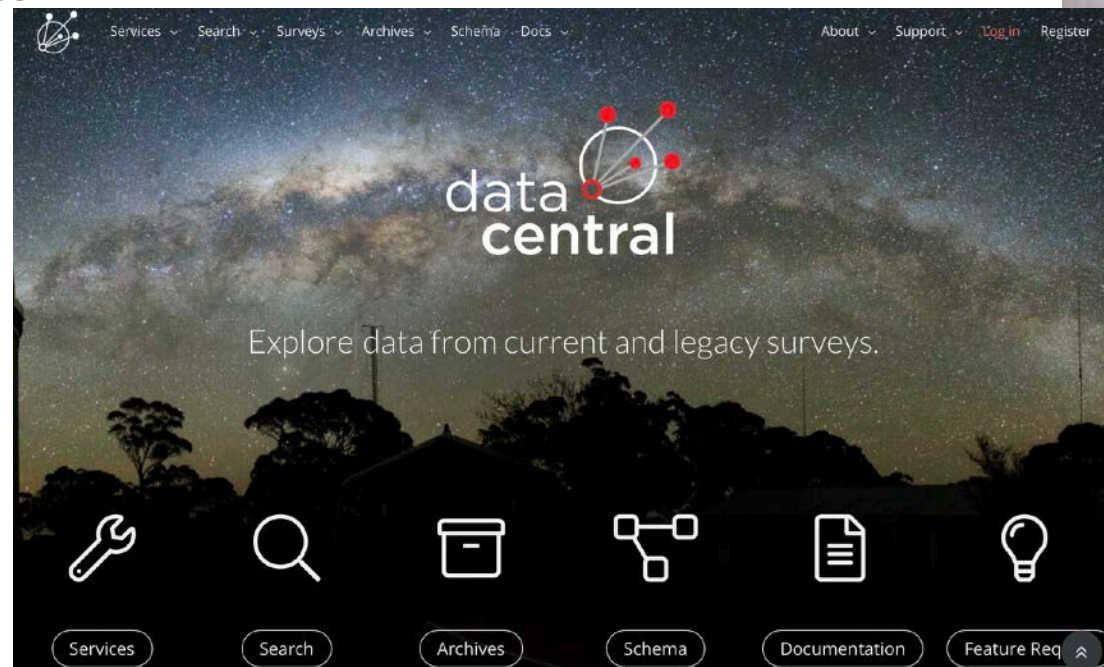 Services Search Surveys Archives Schema Docs About Support Log in Register
data
central
Explore data from current and legacy surveys.
Services Search Archives Schema Documentation Feature Req